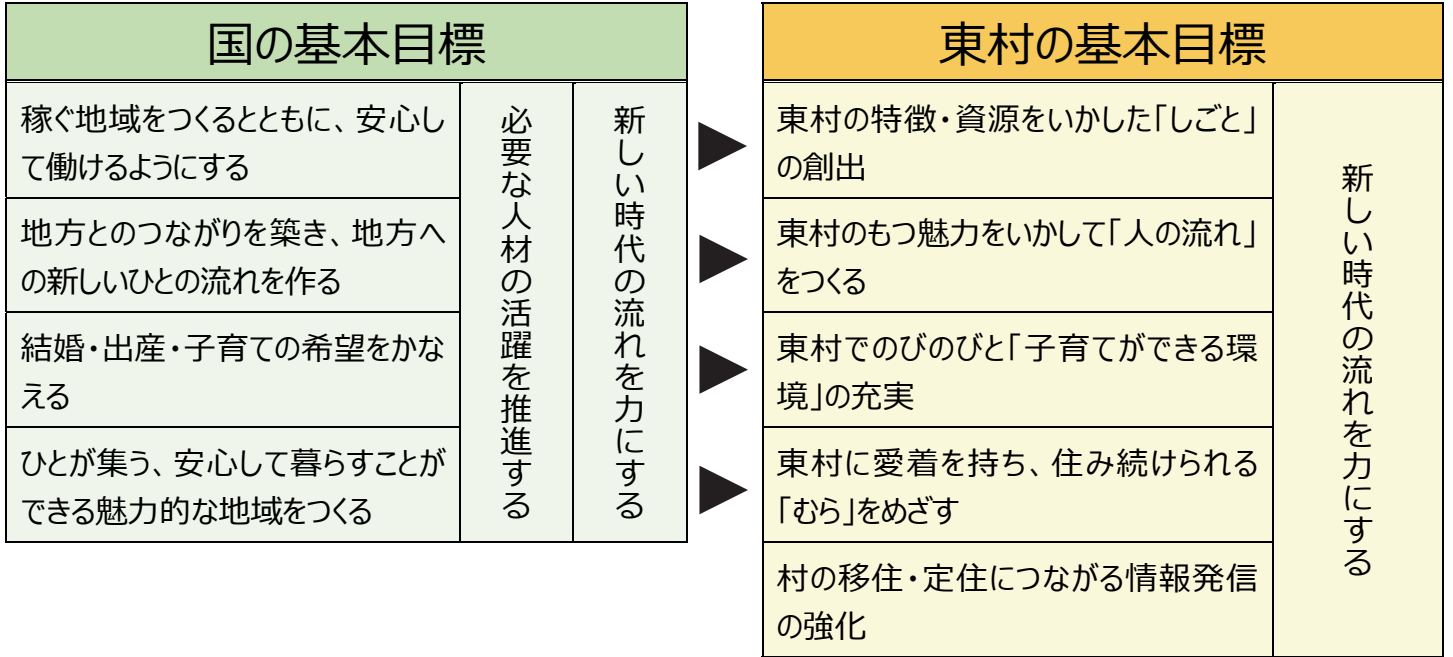 国の基本目標
稼ぐ地域をつくるとともに、安心し
て働けるようにする
地方とのつながりを築き、地方へ
の新しいひとの流れを作る
結婚・出産・子育ての希望をかな
える
ひとが集う、安心して暮らすことが
できる魅力的な地域をつくる
必要な人材の活躍を推進する
新しい時代の流れを力にする
東村の基本目標
東村の特徴・資源をいかした「しごと」
の創出
東村のもつ魅力をいかして「人の流れ」
をつくる
東村でのびのびと「子育てができる環
境」の充実
東村に愛着を持ち、住み続けられる
「むら」をめざす
村の移住・定住につながる情報発信
の強化
新しい時代の流れを力にする